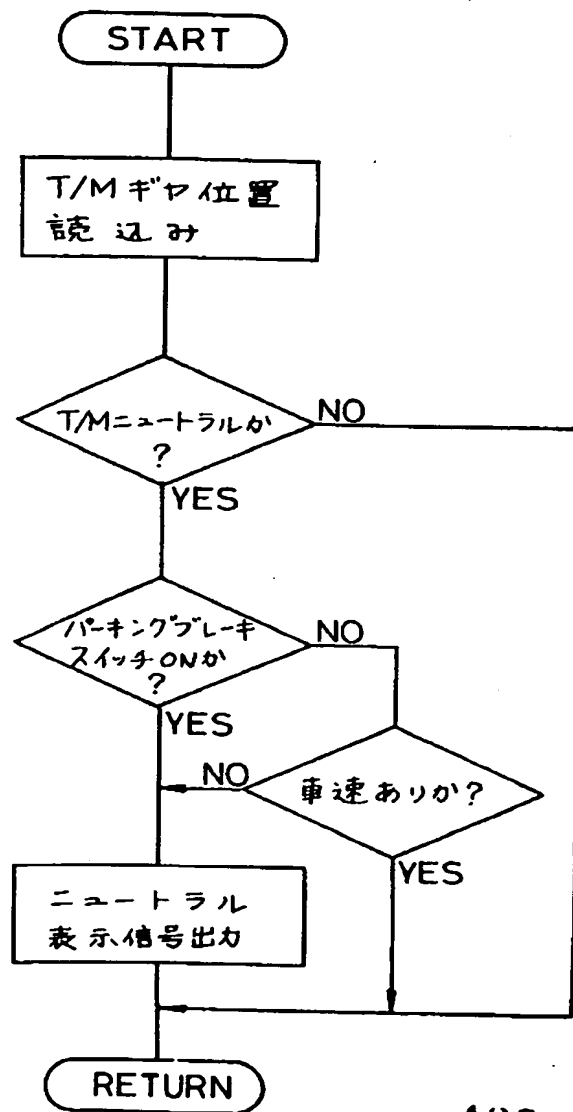 START
T/Mギヤ位置
読込み
T/Mニュートラルか
?
NO
YES
パーキングブレーキ
スイッチONか
?
NO
YES
車速ありか?
NO
YES
ニュートラル
表示信号出力
RETURN